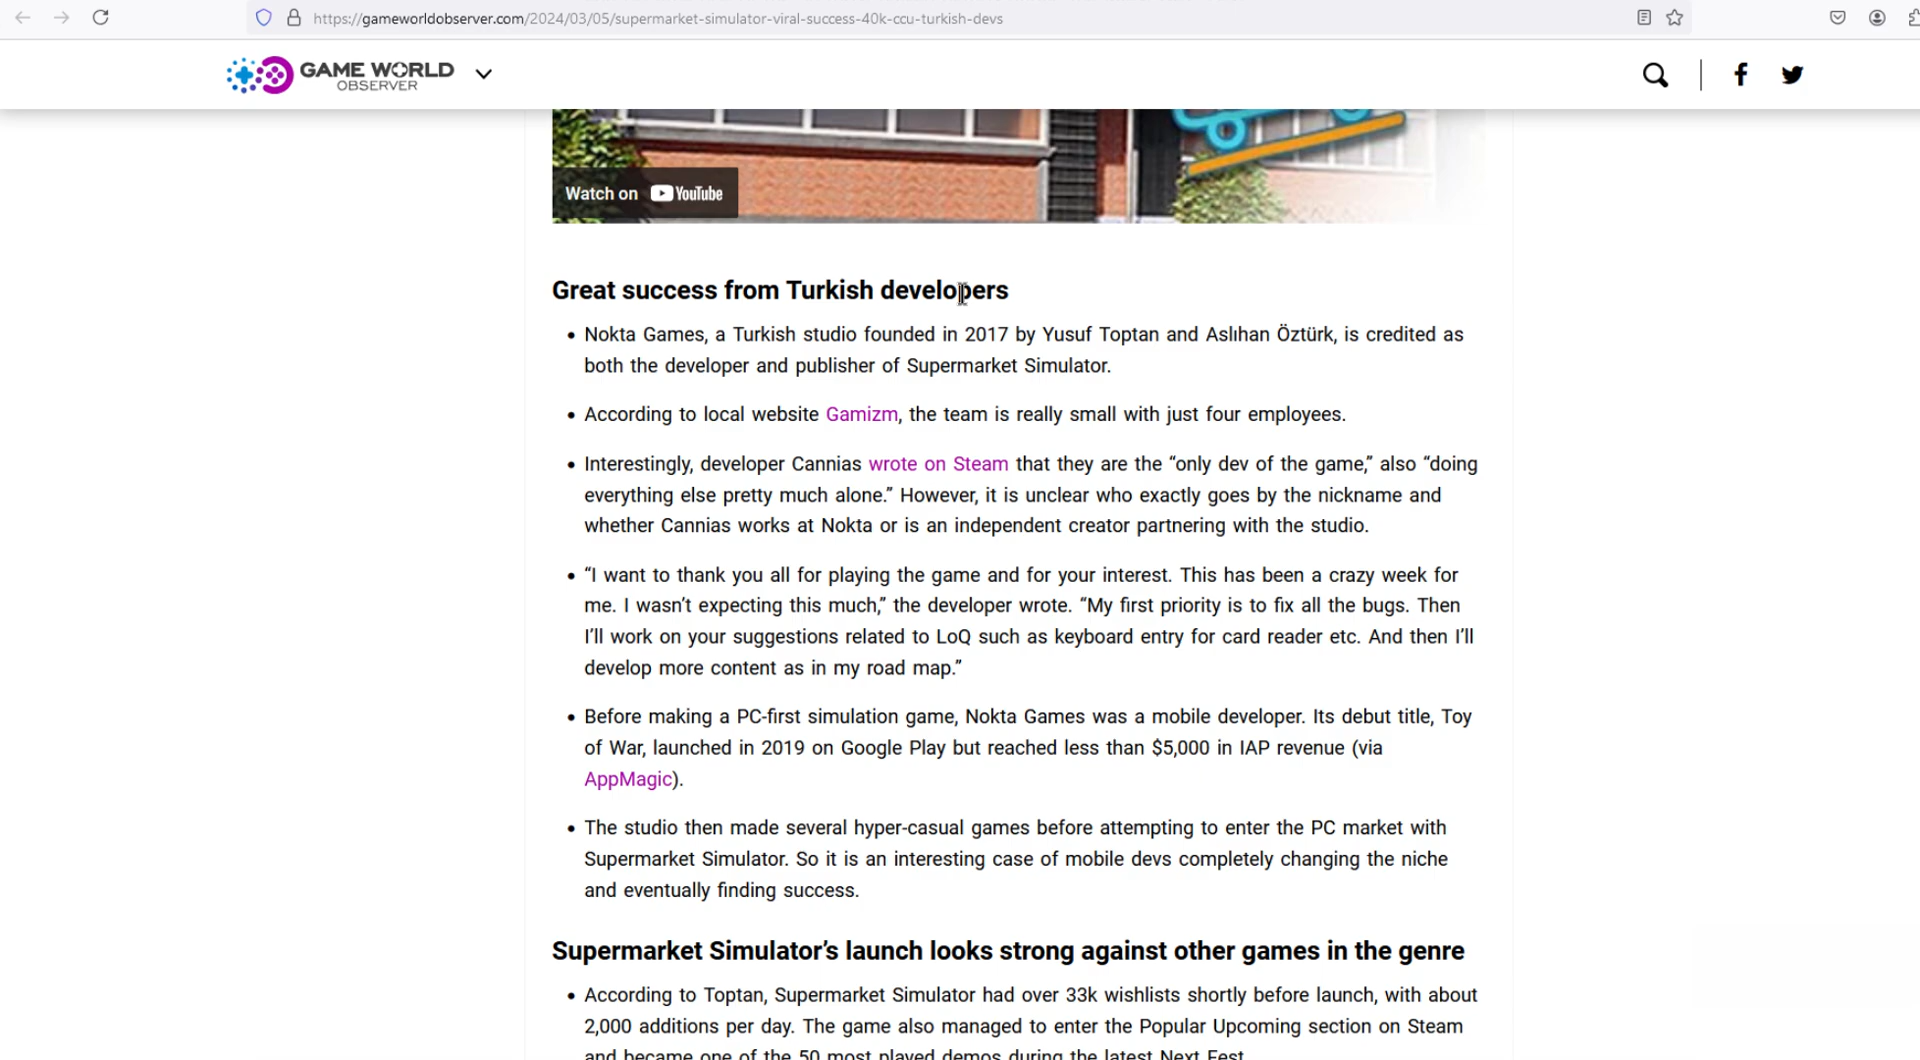 https://gameworldobserver.com/2024/03/05/supermarket-simulator-viral-success-40k-ccu-turkish-devs
GAME WORLD
OBSERVER
Watch on YouTube
Great success from Turkish developers
• Nokta Games, a Turkish studio founded in 2017 by Yusuf Toptan and Aslıhan Öztürk, is credited as
both the developer and publisher of Supermarket Simulator.
• According to local website Gamizm, the team is really small with just four employees.
• Interestingly, developer Cannias wrote on Steam that they are the “only dev of the game,” also “doing
everything else pretty much alone.” However, it is unclear who exactly goes by the nickname and
whether Cannias works at Nokta or is an independent creator partnering with the studio.
• “I want to thank you all for playing the game and for your interest. This has been a crazy week for
me. I wasn’t expecting this much,” the developer wrote. “My first priority is to fix all the bugs. Then
I’ll work on your suggestions related to LoQ such as keyboard entry for card reader etc. And then I’ll
develop more content as in my road map.”
• Before making a PC-first simulation game, Nokta Games was a mobile developer. Its debut title, Toy
of War, launched in 2019 on Google Play but reached less than $5,000 in IAP revenue (via
AppMagic).
• The studio then made several hyper-casual games before attempting to enter the PC market with
Supermarket Simulator. So it is an interesting case of mobile devs completely changing the niche
and eventually finding success.
Supermarket Simulator’s launch looks strong against other games in the genre
• According to Toptan, Supermarket Simulator had over 33k wishlists shortly before launch, with about
2,000 additions per day. The game also managed to enter the Popular Upcoming section on Steam
and became one of the 50 most played demos during the latest Next Fest.